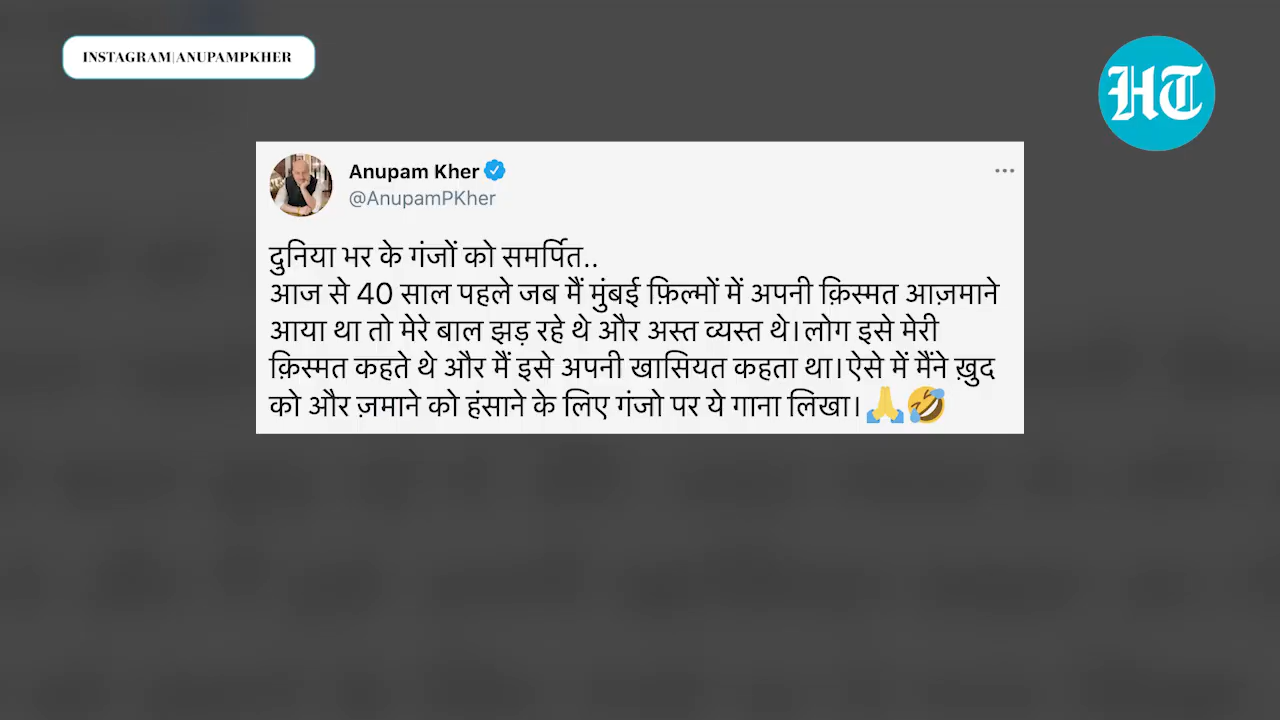 INSTAGRAM|ANUPAMPKHER
HT
Anupam Kher
@AnupamPKher
दुनिया भर के गंजों को समर्पित..
आज से 40 साल पहले जब मैं मुंबई फ़िल्मों में अपनी क़िस्मत आज़माने
आया था तो मेरे बाल झड़ रहे थे और अस्त व्यस्त थे।लोग इसे मेरी
क़िस्मत कहते थे और मैं इसे अपनी खासियत कहता था।ऐसे में मैंने ख़ुद
को और ज़माने को हंसाने के लिए गंजो पर ये गाना लिखा।🙏🤣